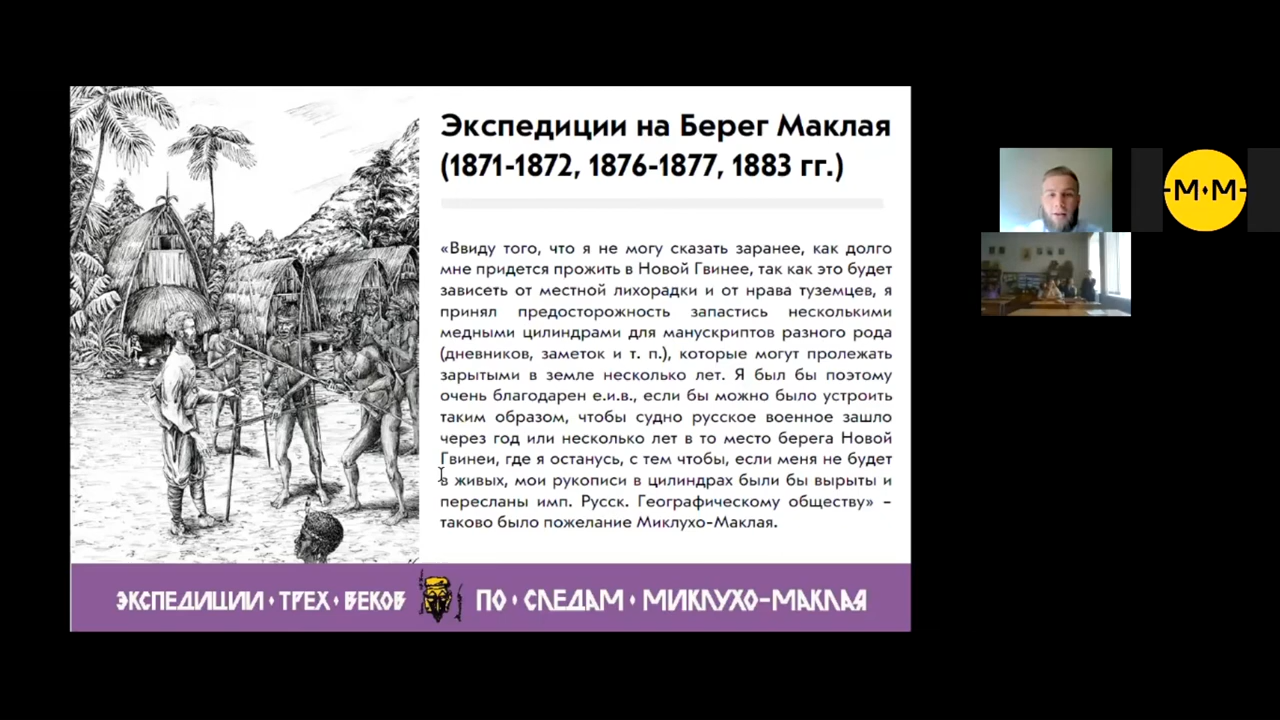 Экспедиции на Берег Маклая
(1871-1872, 1876-1877, 1883 гг.)
«Ввиду того, что я не могу сказать заранее, как долго
мне придется прожить в Новой Гвинее, так как это будет
зависеть от местной лихорадки и от нрава туземцев, я
принял предосторожность запастись несколькими
медными цилиндрами для манускриптов разного рода
(дневников, заметок и т. п.), которые могут пролежать
зарытыми в земле несколько лет. Я был бы поэтому
очень благодарен е.и.в., если бы можно было устроить
таким образом, чтобы судно русское военное зашло
через год или несколько лет в то место берега Новой
Гвинеи, где я останусь, с тем чтобы, если меня не будет
в живых, мои рукописи в цилиндрах были бы вырыты и
пересланы имп. Русск. Географическому обществу» –
таково было пожелание Миклухо-Маклая.
ЭКСПЕДИЦИИ · ТРЕХ · ВЕКОВ
ПО · СЛЕДАМ · МИКЛУХО-МАКЛАЯ
-М·М-